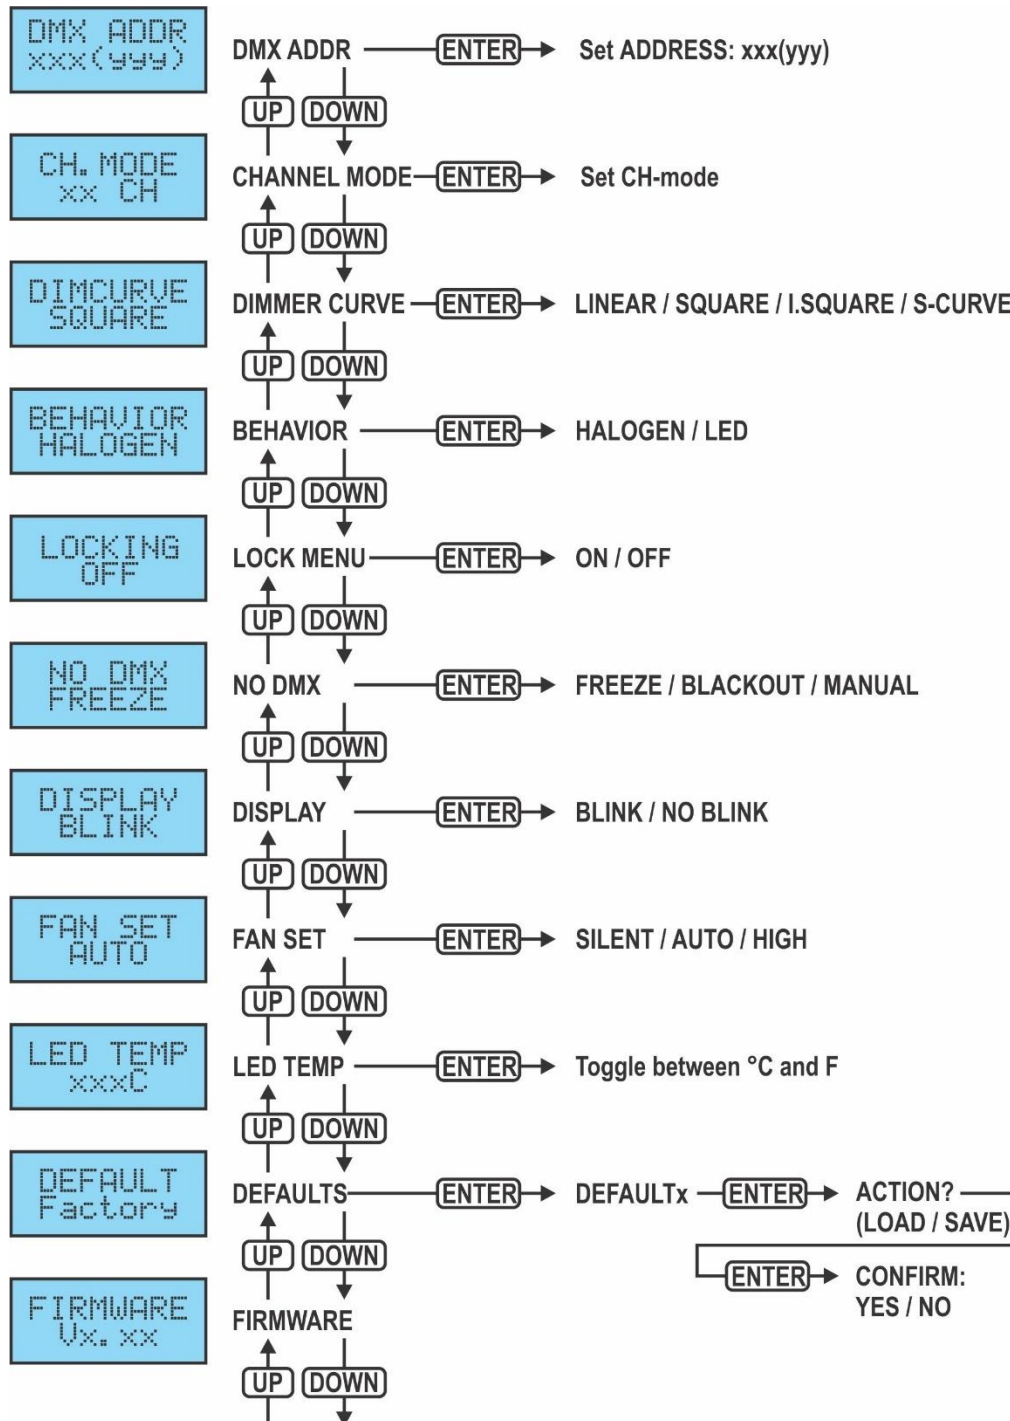 DMX ADDR
xxx(yyy)
DMX ADDR ENTER Set ADDRESS: xxx(yyy)
UP DOWN
CH. MODE
xx CH
CHANNEL MODE ENTER Set CH-mode
UP DOWN
DIMCURVE
SQUARE
DIMMER CURVE ENTER LINEAR / SQUARE / I.SQUARE / S-CURVE
UP DOWN
BEHAVIOR
HALOGEN
BEHAVIOR ENTER HALOGEN / LED
UP DOWN
LOCKING
OFF
LOCK MENU ENTER ON / OFF
UP DOWN
NO DMX
FREEZE
NO DMX ENTER FREEZE / BLACKOUT / MANUAL
UP DOWN
DISPLAY
BLINK
DISPLAY ENTER BLINK / NO BLINK
UP DOWN
FAN SET
AUTO
FAN SET ENTER SILENT / AUTO / HIGH
UP DOWN
LED TEMP
xxxC
LED TEMP ENTER Toggle between °C and F
UP DOWN
DEFAULT
Factory
DEFAULTS ENTER DEFAULTx ENTER ACTION?
(LOAD / SAVE)
UP DOWN
ENTER CONFIRM:
YES / NO
FIRMWARE
Vx.xx
FIRMWARE
UP DOWN